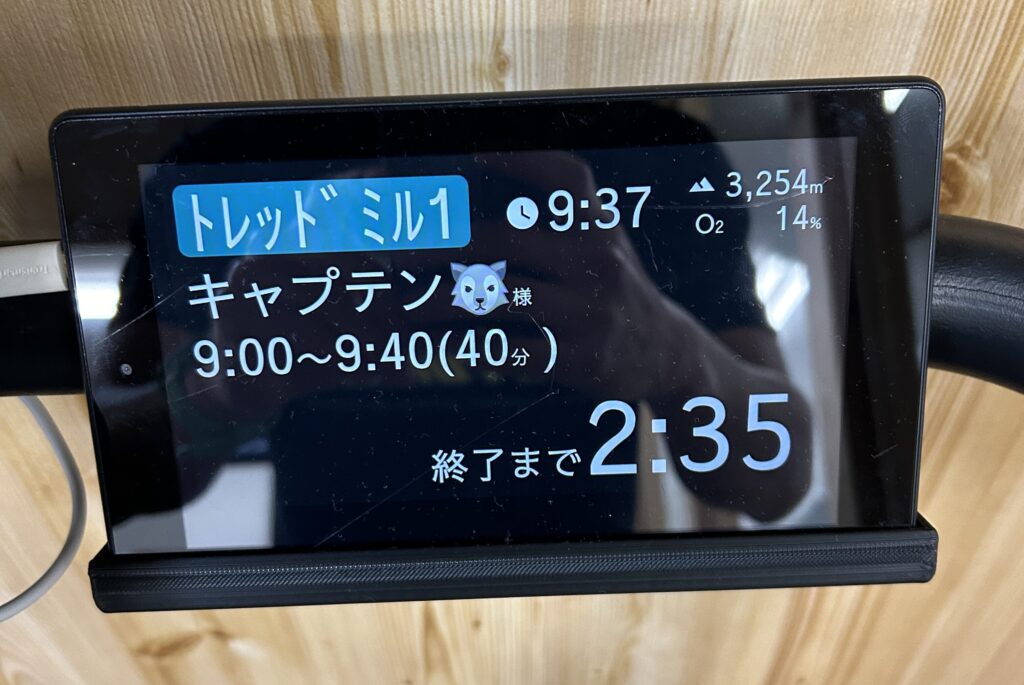 ﾄﾚｯﾄﾞﾐﾙ1
9:37
3,254m
O2 14%
キャプテン🐺様
9:00〜9:40(40分)
終了まで2:35